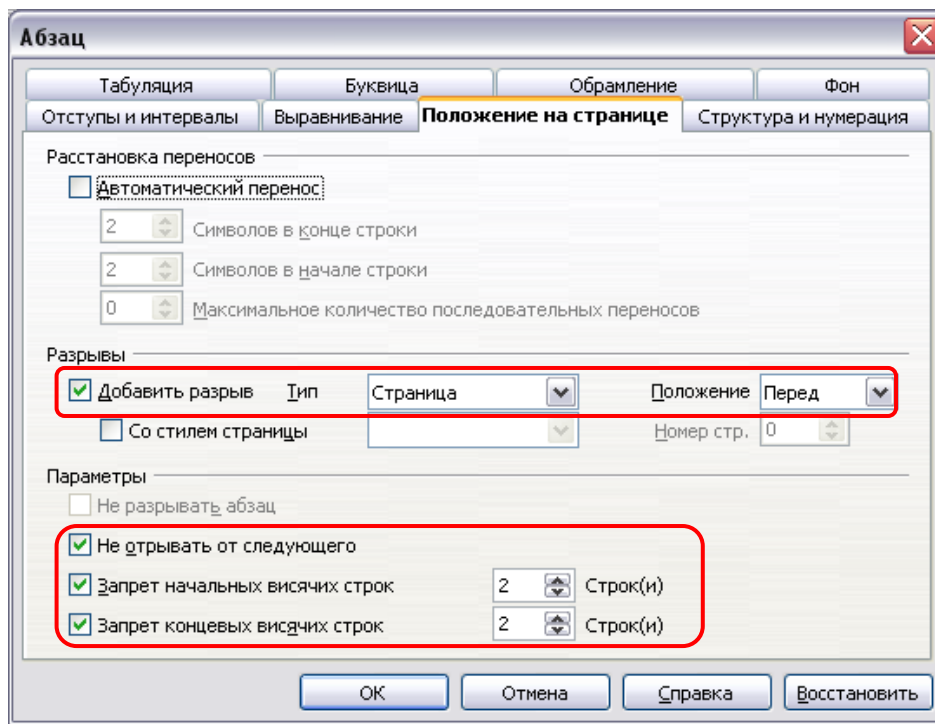 Абзац
Табуляция Буквица Обрамление Фон
Отступы и интервалы Выравнивание Положение на странице Структура и нумерация
Расстановка переносов
Автоматический перенос
2 Символов в конце строки
2 Символов в начале строки
0 Максимальное количество последовательных переносов
Разрывы
Добавить разрыв Тип Страница Положение Перед
Со стилем страницы Номер стр. 0
Параметры
Не разрывать абзац
Не отрывать от следующего
Запрет начальных висячих строк 2 Строк(и)
Запрет концевых висячих строк 2 Строк(и)
ОК Отмена Справка Восстановить